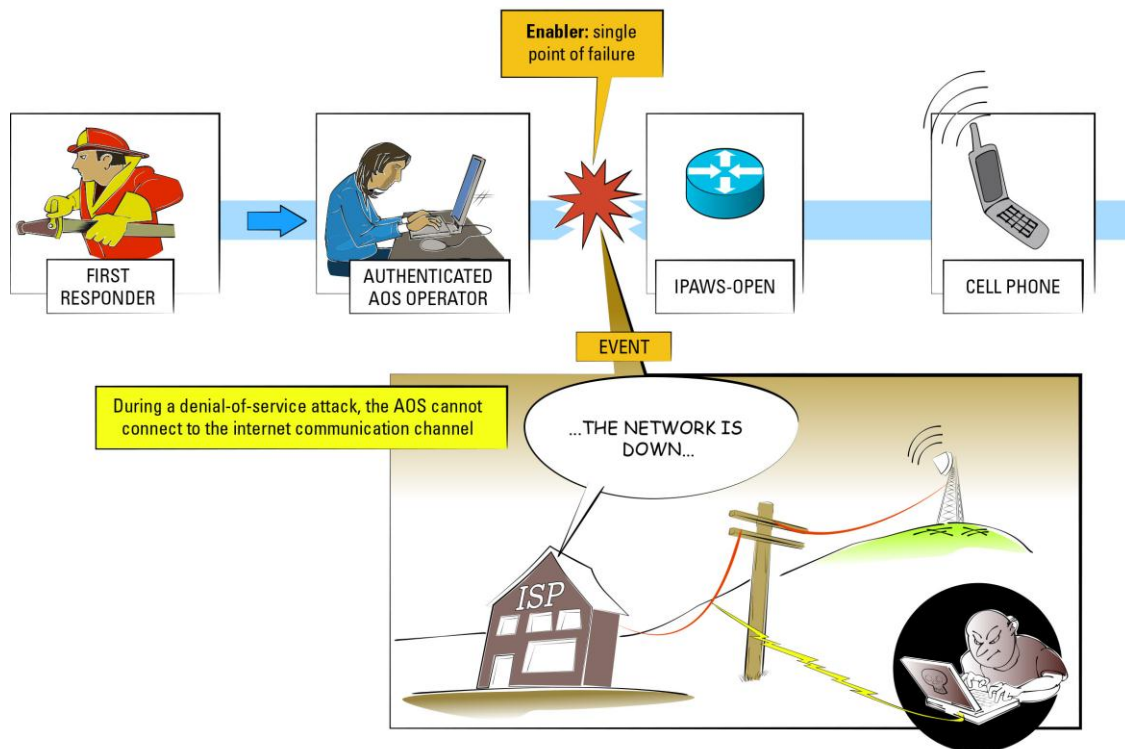 Enabler: single
point of failure
FIRST
RESPONDER
AUTHENTICATED
AOS OPERATOR
IPAWS-OPEN
CELL PHONE
EVENT
During a denial-of-service attack, the AOS cannot
connect to the internet communication channel
...THE NETWORK IS
DOWN...
ISP